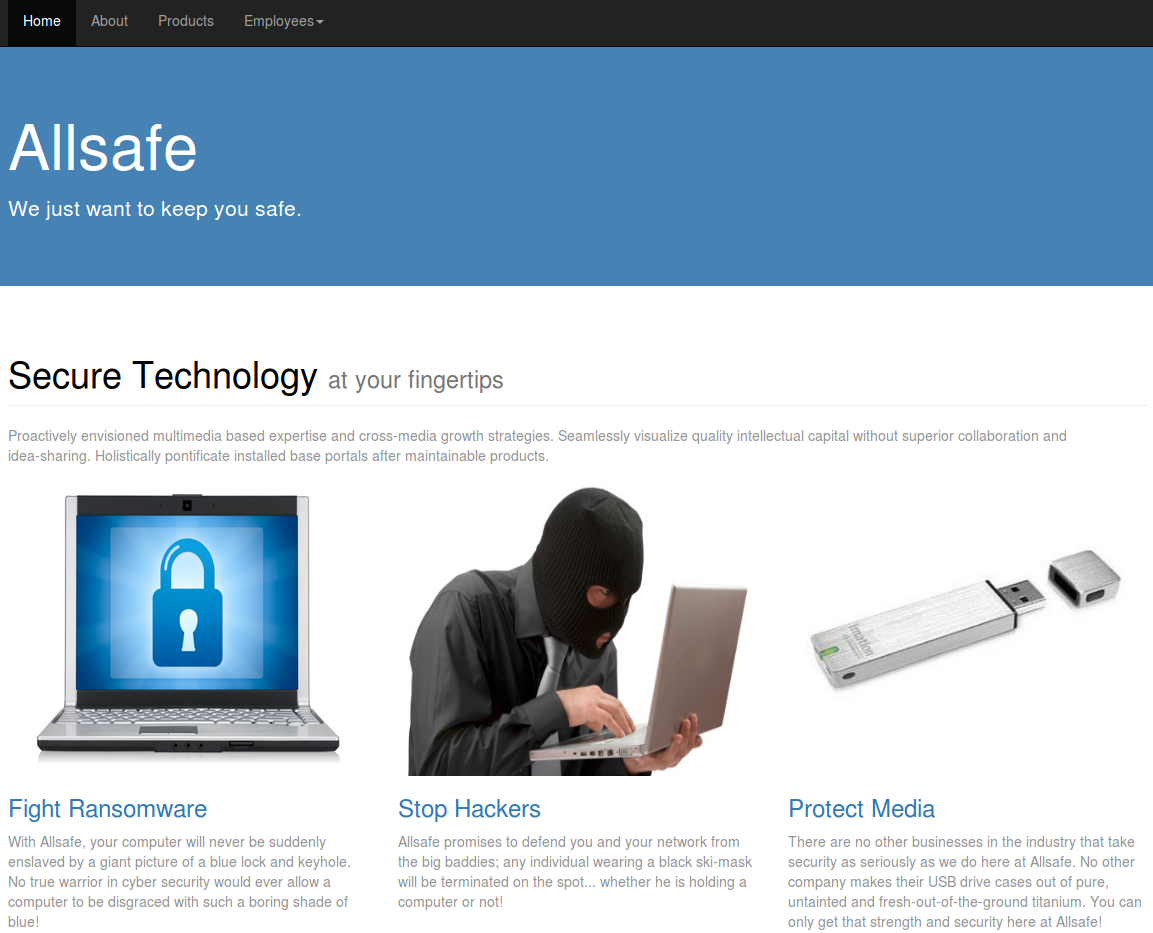 Home About Products Employees
Allsafe
We just want to keep you safe.
Secure Technology at your fingertips
Proactively envisioned multimedia based expertise and cross-media growth strategies. Seamlessly visualize quality intellectual capital without superior collaboration and
idea-sharing. Holistically pontificate installed base portals after maintainable products.
imation
Fight Ransomware
With Allsafe, your computer will never be suddenly
enslaved by a giant picture of a blue lock and keyhole.
No true warrior in cyber security would ever allow a
computer to be disgraced with such a boring shade of
blue!
Stop Hackers
Allsafe promises to defend you and your network from
the big baddies; any individual wearing a black ski-mask
will be terminated on the spot... whether he is holding a
computer or not!
Protect Media
There are no other businesses in the industry that take
security as seriously as we do here at Allsafe. No other
company makes their USB drive cases out of pure,
untainted and fresh-out-of-the-ground titanium. You can
only get that strength and security here at Allsafe!